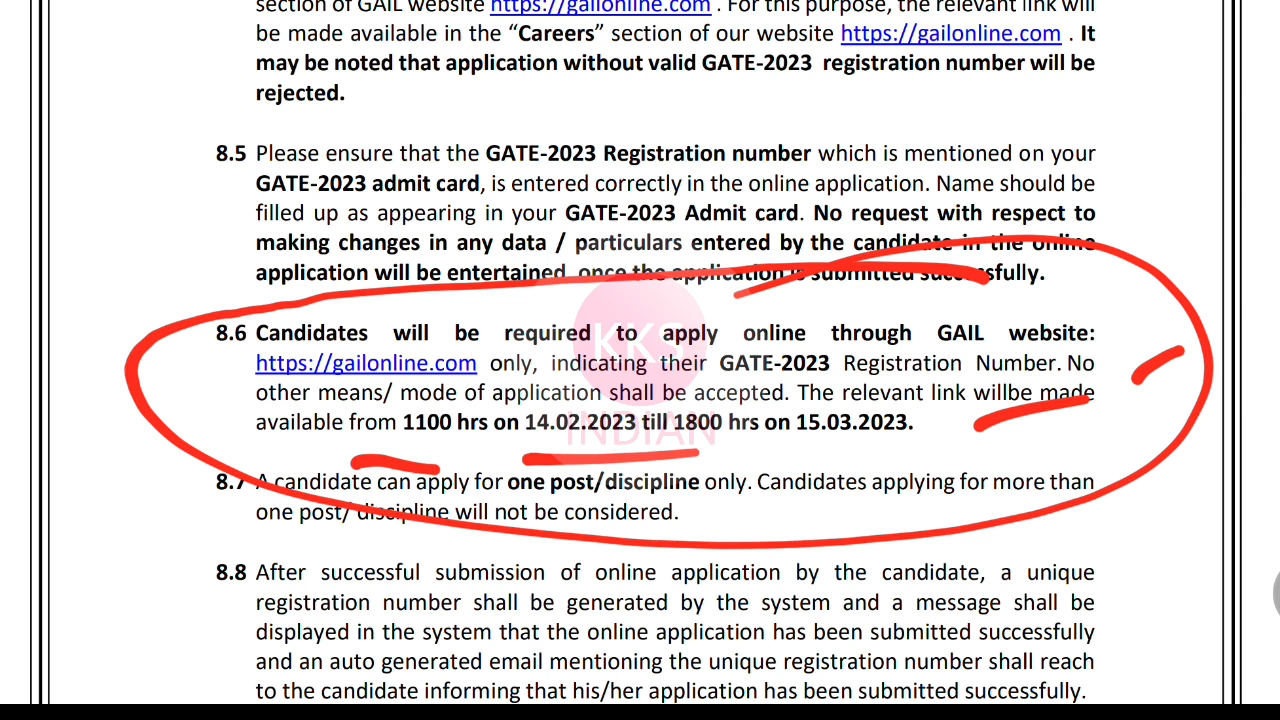 section of GAIL website https://gailonline.com . For this purpose, the relevant link will
be made available in the “Careers” section of our website https://gailonline.com . It
may be noted that application without valid GATE-2023 registration number will be
rejected.
8.5 Please ensure that the GATE-2023 Registration number which is mentioned on your
GATE-2023 admit card, is entered correctly in the online application. Name should be
filled up as appearing in your GATE-2023 Admit card. No request with respect to
making changes in any data / particulars entered by the candidate in the online
application will be entertained, once the application is submitted successfully.
8.6 Candidates will be required to apply online through GAIL website:
https://gailonline.com only, indicating their GATE-2023 Registration Number. No
other means/ mode of application shall be accepted. The relevant link willbe made
available from 1100 hrs on 14.02.2023 till 1800 hrs on 15.03.2023.
KKS
INDIAN
8.7 A candidate can apply for one post/discipline only. Candidates applying for more than
one post/ discipline will not be considered.
8.8 After successful submission of online application by the candidate, a unique
registration number shall be generated by the system and a message shall be
displayed in the system that the online application has been submitted successfully
and an auto generated email mentioning the unique registration number shall reach
to the candidate informing that his/her application has been submitted successfully.